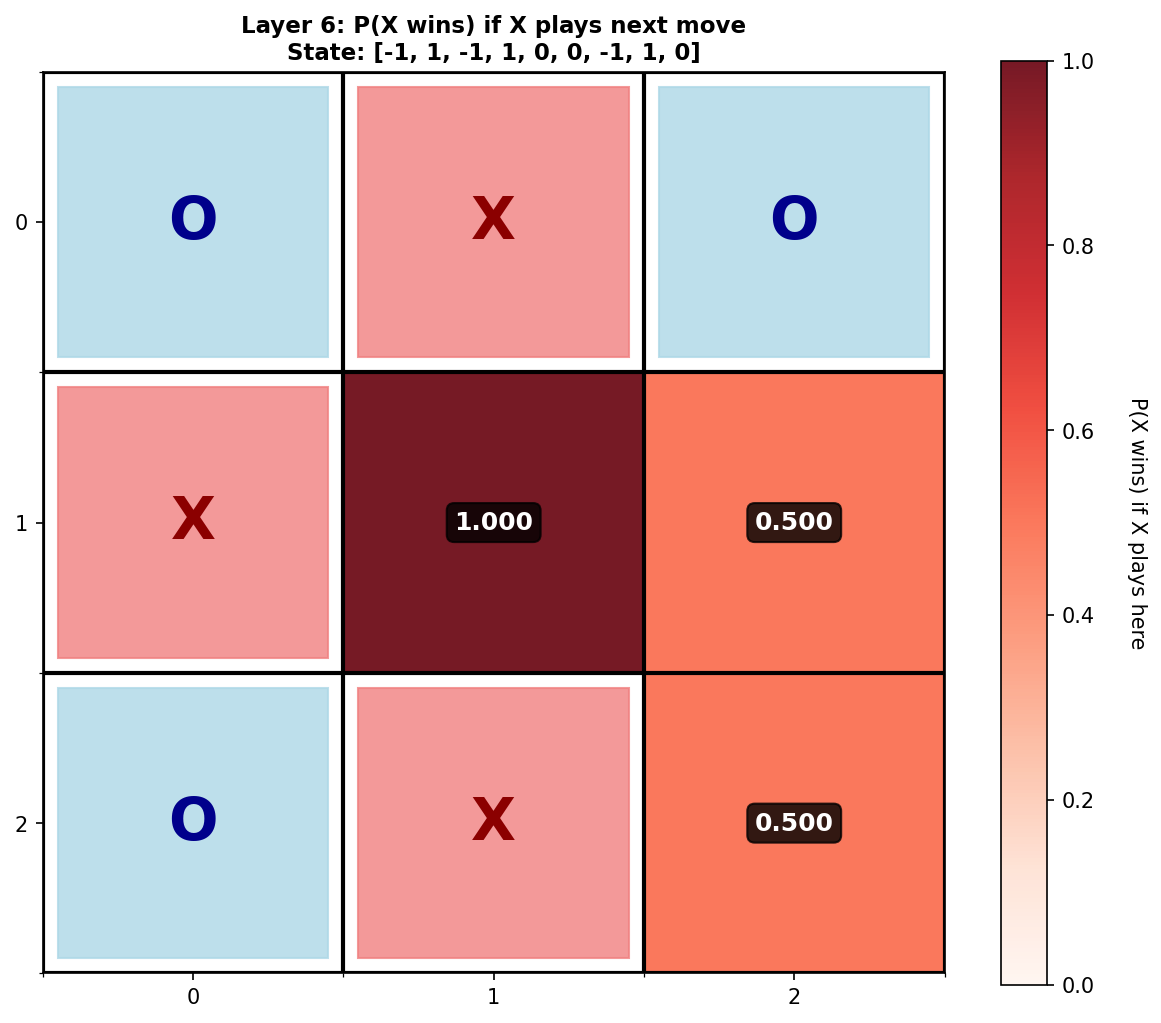 Layer 6: P(X wins) if X plays next move
State: [-1, 1, -1, 1, 0, 0, -1, 1, 0]
0
O
X
O
1
X
1.000
0.500
2
O
X
0.500
0
1
2
1.0
0.8
0.6
0.4
0.2
0.0
P(X wins) if X plays here